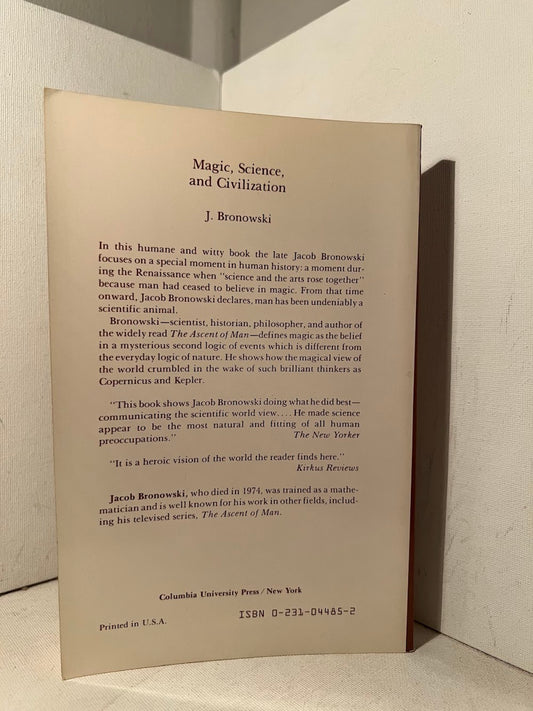 Magic, Science,
and Civilization
J. Bronowski
In this humane and witty book the late Jacob Bronowski
focuses on a special moment in human history: a moment dur-
ing the Renaissance when "science and the arts rose together"
because man had ceased to believe in magic. From that time
onward, Jacob Bronowski declares, man has been undeniably a
scientific animal.
Bronowski—scientist, historian, philosopher, and author of
the widely read The Ascent of Man—defines magic as the belief
in a mysterious second logic of events which is different from
the everyday logic of nature. He shows how the magical view of
the world crumbled in the wake of such brilliant thinkers as
Copernicus and Kepler.
"This book shows Jacob Bronowski doing what he did best—
communicating the scientific world view.... He made science
appear to be the most natural and fitting of all human
preoccupations." The New Yorker
"It is a heroic vision of the world the reader finds here."
Kirkus Reviews
Jacob Bronowski, who died in 1974, was trained as a mathe-
matician and is well known for his work in other fields, includ-
ing his televised series, The Ascent of Man.
Columbia University Press / New York
ISBN 0-231-04485-2
Printed in U.S.A.